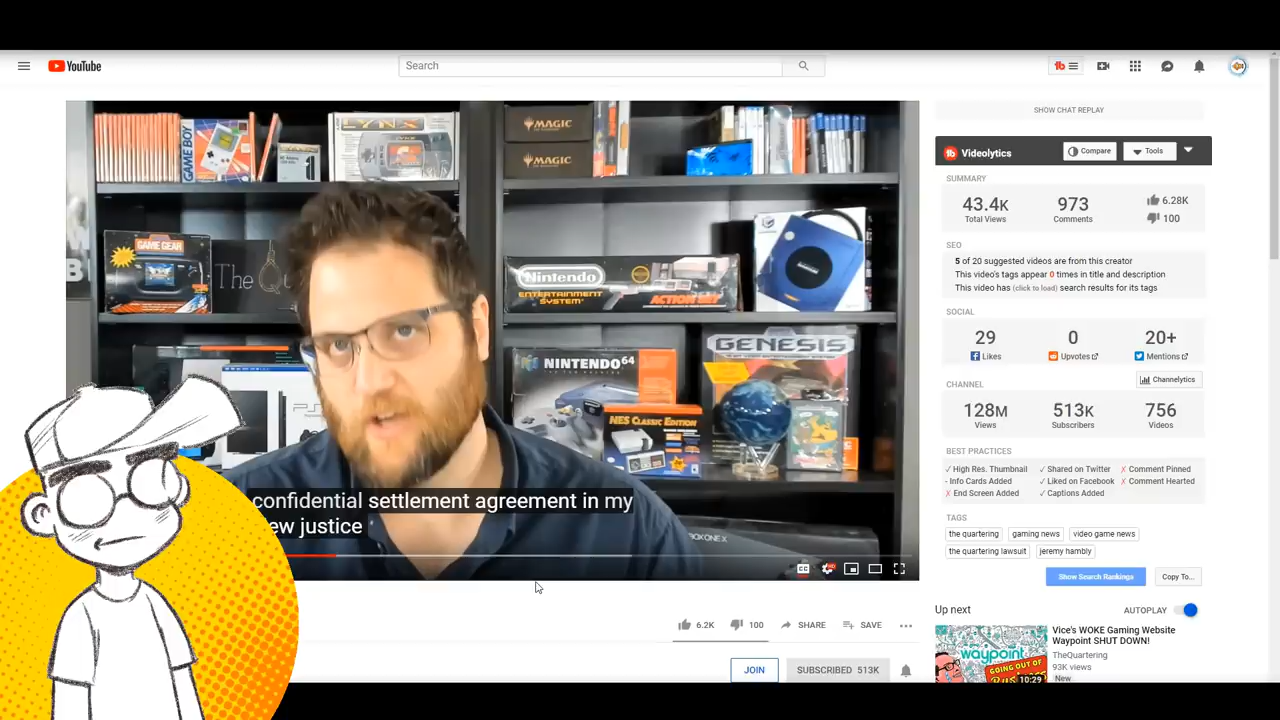 YouTube
Search
SHOW CHAT REPLAY
Videolytics
Compare
Tools
SUMMARY
43.4K
973
6.28K
Total Views
Comments
100
SEO
5 of 20 suggested videos are from this creator
This video's tags appear 0 times in title and description
This video has (click to load) search results for its tags
SOCIAL
29
0
20+
Likes
Upvotes
Mentions
CHANNEL
Channelytics
128M
513K
756
Views
Subscribers
Videos
BEST PRACTICES
✓ High Res. Thumbnail
✓ Shared on Twitter
✗ Comment Pinned
- Info Cards Added
✓ Liked on Facebook
✗ Comment Hearted
✗ End Screen Added
✓ Captions Added
TAGS
the quartering
gaming news
video game news
the quartering lawsuit
jeremy hambly
Show Search Rankings
Copy To...
Up next
AUTOPLAY
Vice's WOKE Gaming Website
Waypoint SHUT DOWN!
TheQuartering
93K views
New
waypoint
GOING OUT OF
10:29
GAME BOY
LYNX
MAGIC
MAGIC
GAME GEAR
The Q
B
Nintendo
ENTERTAINMENT
SYSTEM
ACTION SET
NINTENDO 64
GENESIS
NES CLASSIC EDITION
XBOX ONE X
confidential settlement agreement in my
justice
6.2K
100
SHARE
SAVE
JOIN
SUBSCRIBED 513K